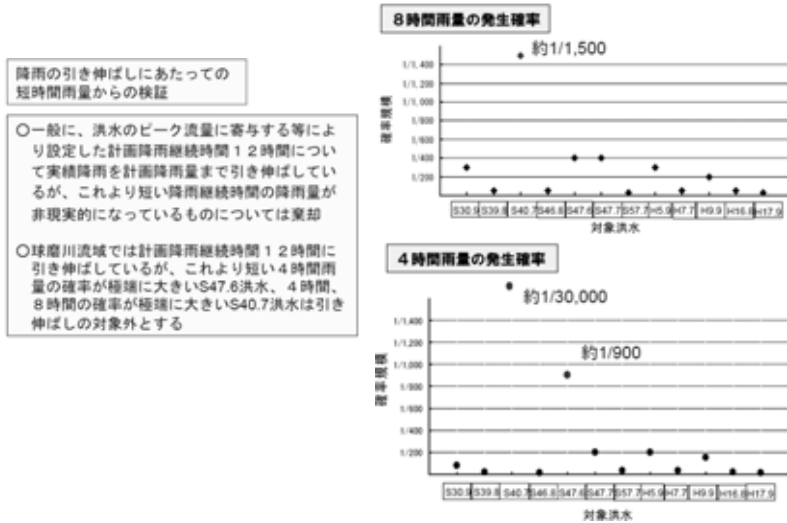 降雨の引き伸ばしにあたっての
短時間雨量からの検証
〇一般に、洪水のピーク流量に寄与する等によ
り設定した計画降雨継続時間12時間につい
て実績降雨を計画降雨量まで引き伸ばしてい
るが、これより短い降雨継続時間の降雨量が
非現実的になっているものについては棄却
〇球磨川流域では計画降雨継続時間12時間に
引き伸ばしているが、これより短い4時間雨
量の確率が極端に大きいS47.6洪水、4時間、
8時間の確率が極端に大きいS40.7洪水は引き
伸ばしの対象外とする
8時間雨量の発生確率
約1/1,500
確率規模
1/1,400
1/1,200
1/1,000
1/800
1/600
1/400
1/200
S30.9 S39.8 S40.7 S46.8 S47.6 S47.7 S57.7 H5.9 H7.7 H9.9 H16.8 H17.9
対象洪水
4時間雨量の発生確率
約1/30,000
約1/900
確率規模
1/1,400
1/1,200
1/1,000
1/800
1/600
1/400
1/200
S30.9 S39.8 S40.7 S46.8 S47.6 S47.7 S57.7 H5.9 H7.7 H9.9 H16.8 H17.9
対象洪水